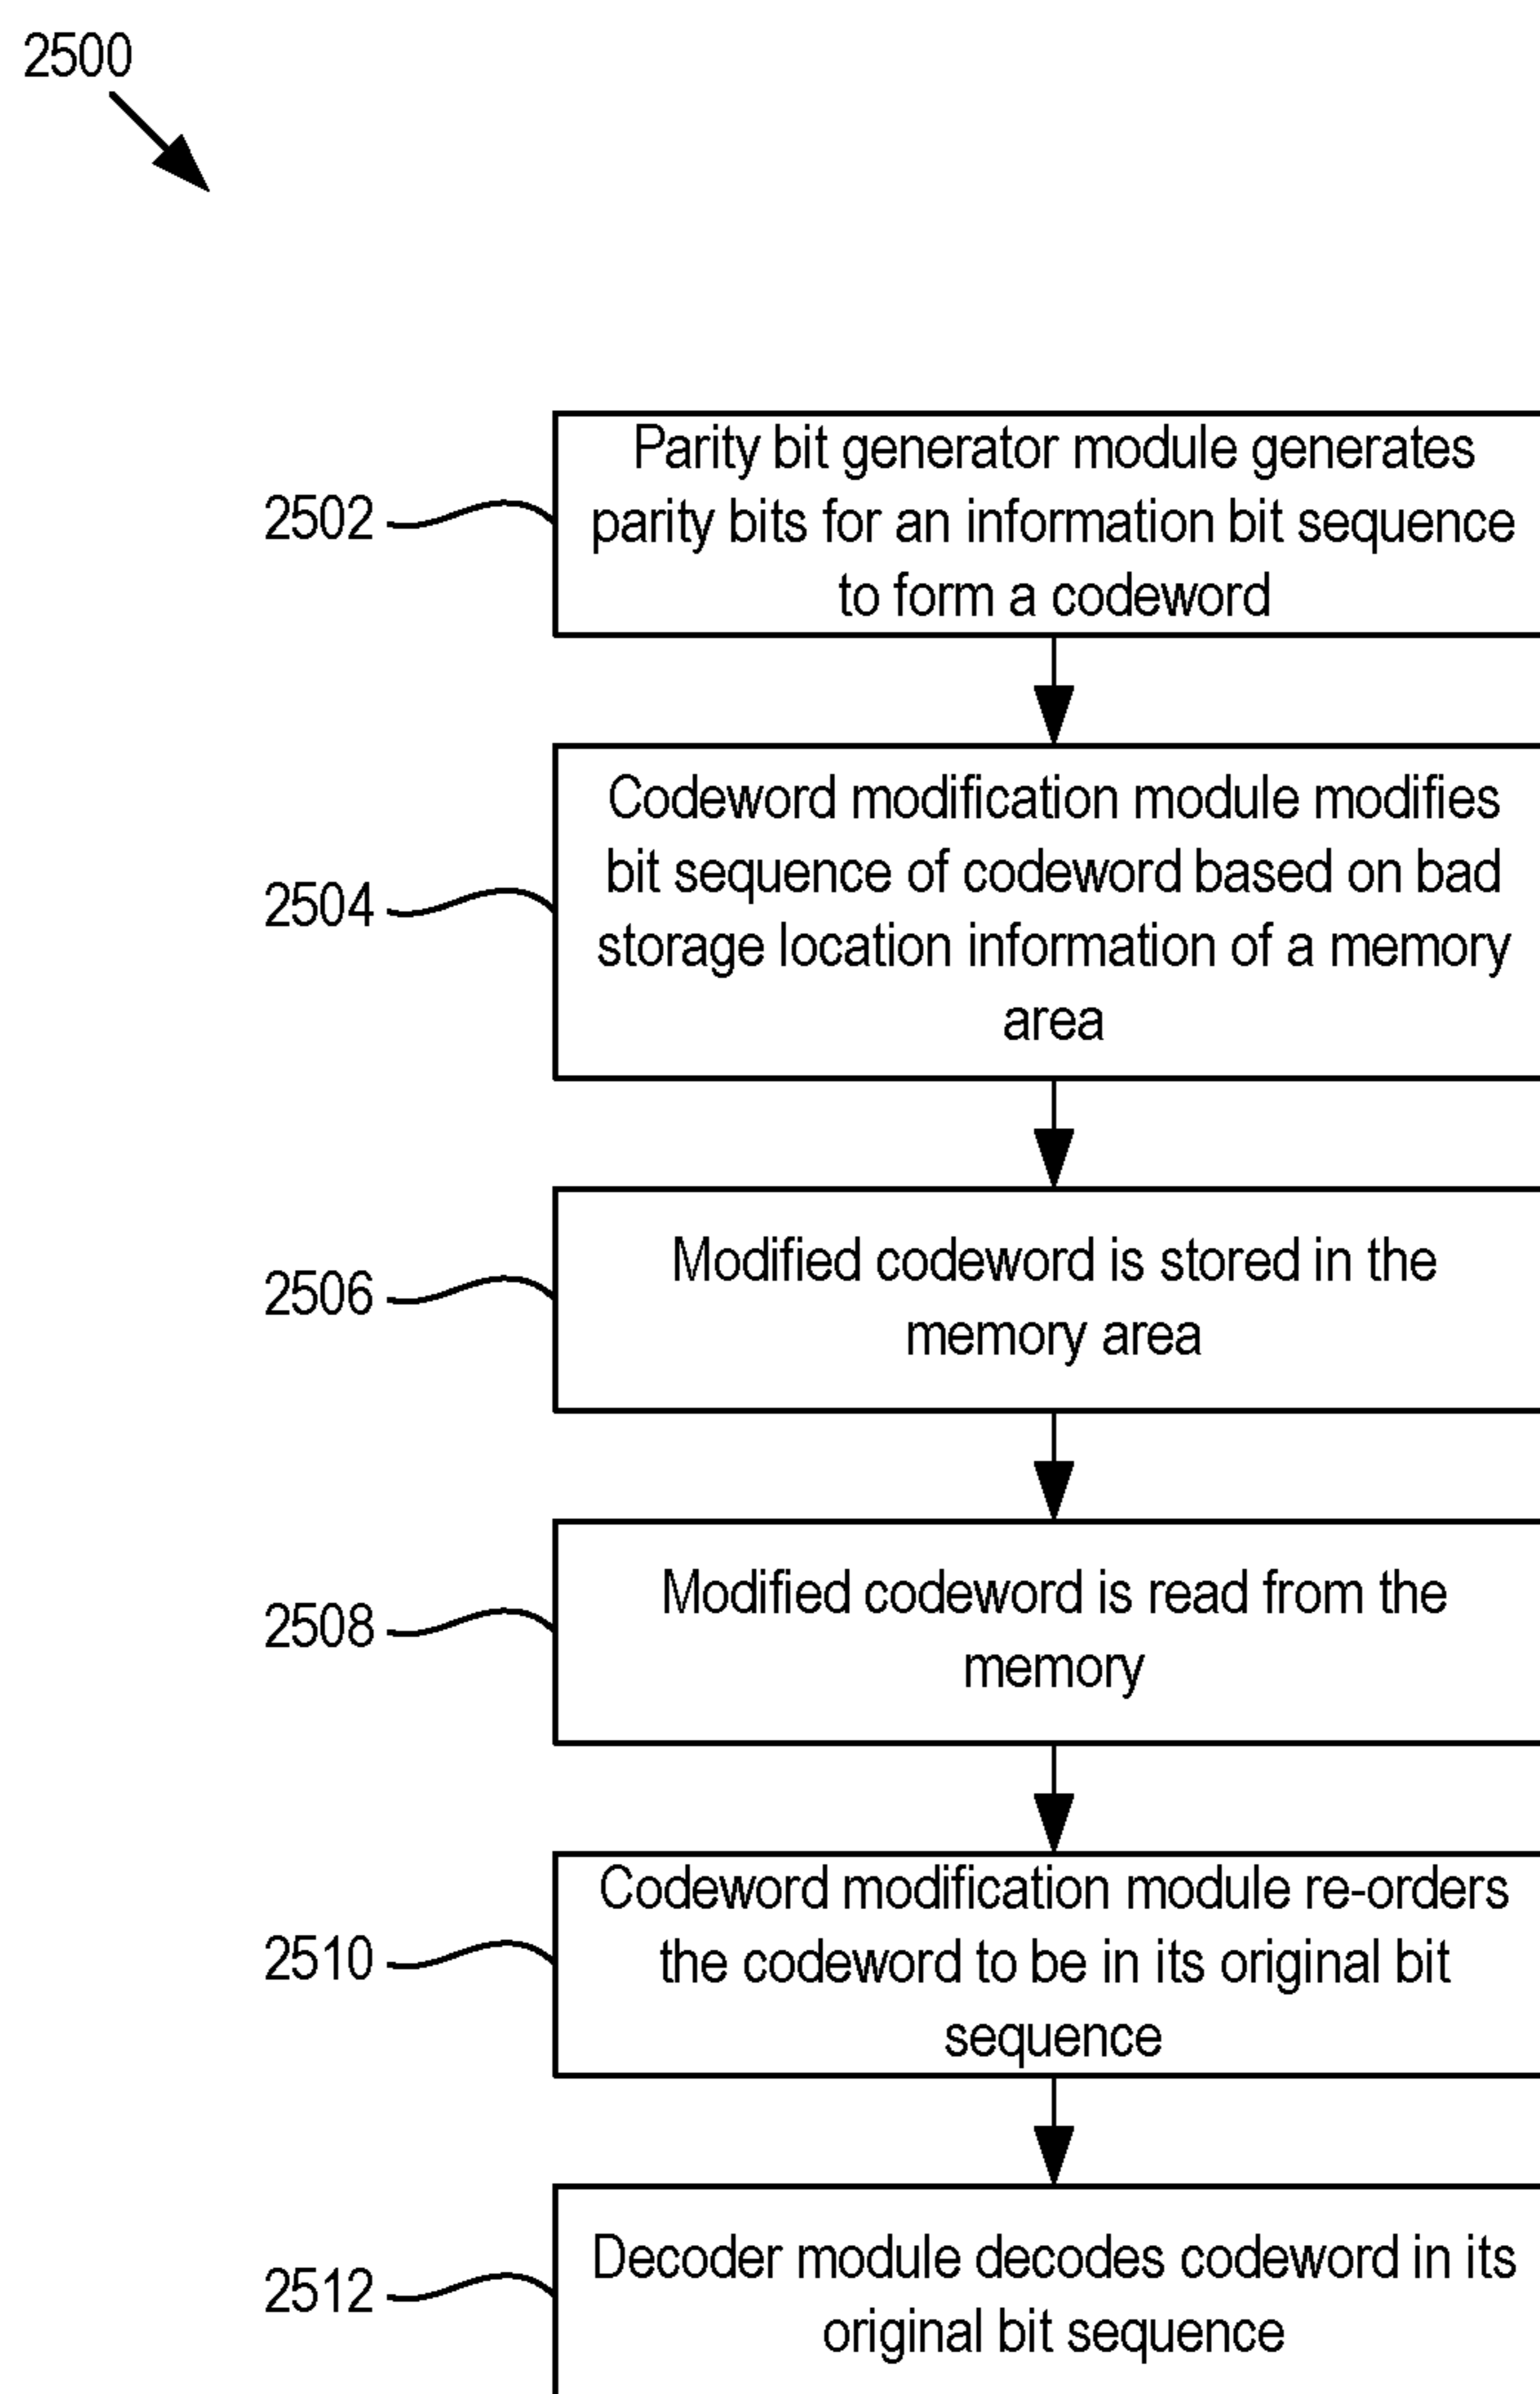 2500
2502
Parity bit generator module generates
parity bits for an information bit sequence
to form a codeword
2504
Codeword modification module modifies
bit sequence of codeword based on bad
storage location information of a memory
area
2506
Modified codeword is stored in the
memory area
2508
Modified codeword is read from the
memory
2510
Codeword modification module re-orders
the codeword to be in its original bit
sequence
2512
Decoder module decodes codeword in its
original bit sequence